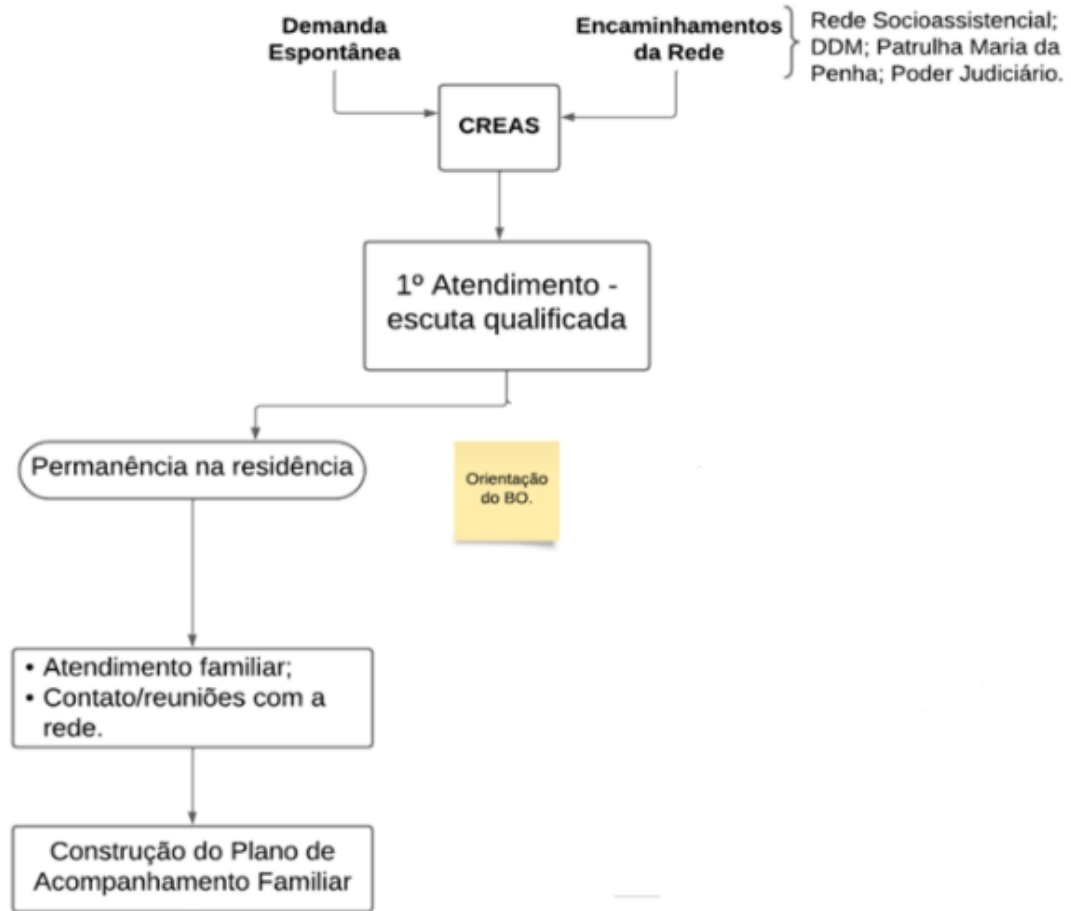 Demanda
Espontânea
Encaminhamentos
da Rede
Rede Socioassistencial;
DDM; Patrulha Maria da
Penha; Poder Judiciário.
CREAS
1º Atendimento -
escuta qualificada
Permanência na residência
Orientação
do BO.
• Atendimento familiar;
• Contato/reuniões com a
rede.
Construção do Plano de
Acompanhamento Familiar